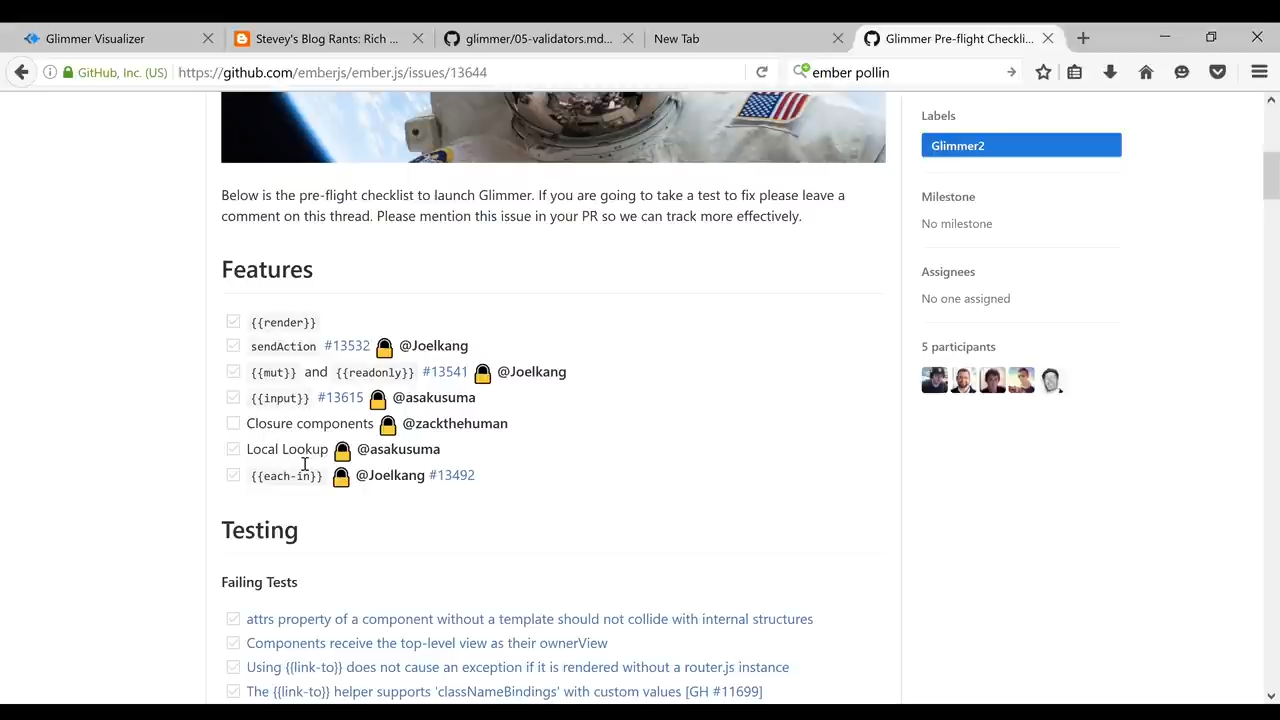 Glimmer Visualizer
Stevey's Blog Rants: Rich ...
glimmer/05-validators.md...
New Tab
Glimmer Pre-flight Checkli...
GitHub, Inc. (US)
https://github.com/emberjs/ember.js/issues/13644
ember pollin
Below is the pre-flight checklist to launch Glimmer. If you are going to take a test to fix please leave a
comment on this thread. Please mention this issue in your PR so we can track more effectively.
Features
{{render}}
sendAction #13532 @Joelkang
{{mut}} and {{readonly}} #13541 @Joelkang
{{input}} #13615 @asakusuma
Closure components @zackthehuman
Local Lookup @asakusuma
{{each-in}} @Joelkang #13492
Testing
Failing Tests
attrs property of a component without a template should not collide with internal structures
Components receive the top-level view as their ownerView
Using {{link-to}} does not cause an exception if it is rendered without a router.js instance
The {{link-to}} helper supports 'classNameBindings' with custom values [GH #11699]
Labels
Glimmer2
Milestone
No milestone
Assignees
No one assigned
5 participants